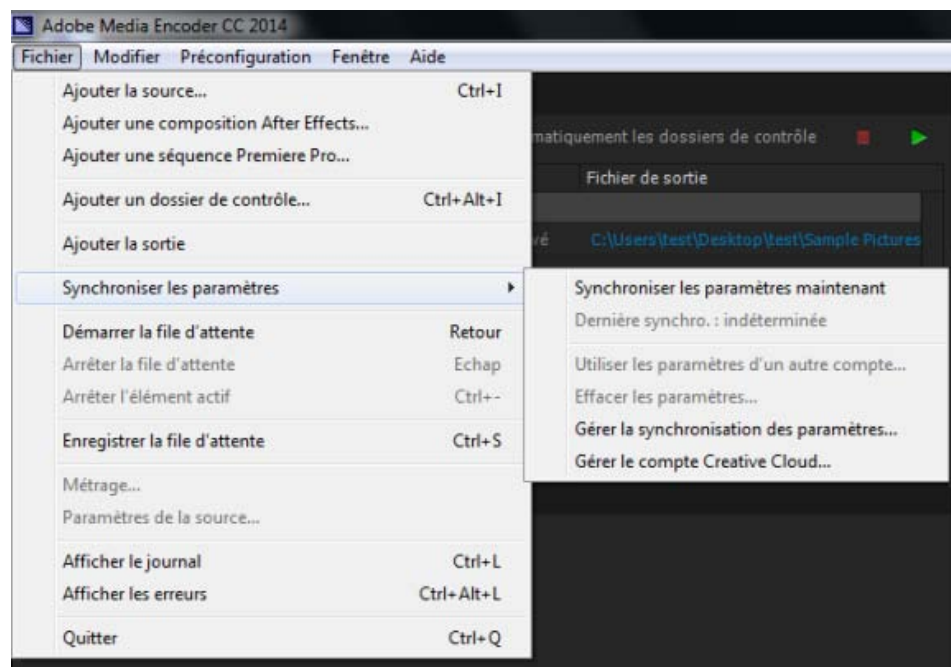 Adobe Media Encoder CC 2014
Fichier Modifier Préconfiguration Fenêtre Aide
Ajouter la source... Ctrl+I
Ajouter une composition After Effects...
Ajouter une séquence Premiere Pro...
Ajouter un dossier de contrôle... Ctrl+Alt+I
Ajouter la sortie
Synchroniser les paramètres
Démarrer la file d'attente Retour
Arrêter la file d'attente Echap
Arrêter l'élément actif Ctrl+-
Enregistrer la file d'attente Ctrl+S
Métrage...
Paramètres de la source...
Afficher le journal Ctrl+L
Afficher les erreurs Ctrl+Alt+L
Quitter Ctrl+Q
matiquement les dossiers de contrôle
Fichier de sortie
vé C:\Users\test\Desktop\test\Sample Pictures
Synchroniser les paramètres maintenant
Dernière synchro. : indéterminée
Utiliser les paramètres d'un autre compte...
Effacer les paramètres...
Gérer la synchronisation des paramètres...
Gérer le compte Creative Cloud...